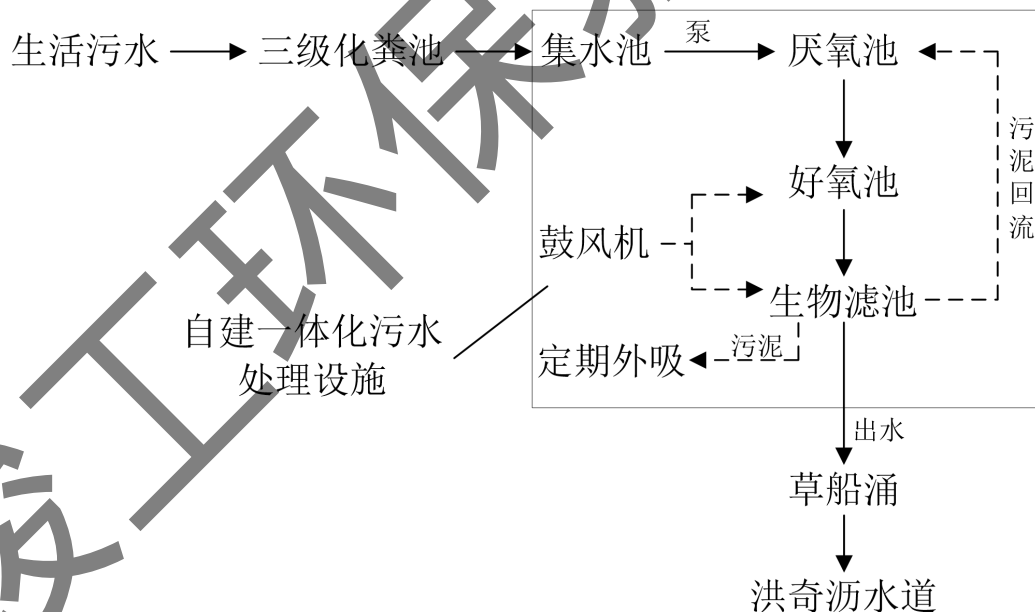 生活污水
三级化粪池
集水池
泵
厌氧池
污泥回流
好氧池
鼓风机
生物滤池
自建一体化污水
处理设施
污泥
定期外吸
出水
草船涌
洪奇沥水道
工环保